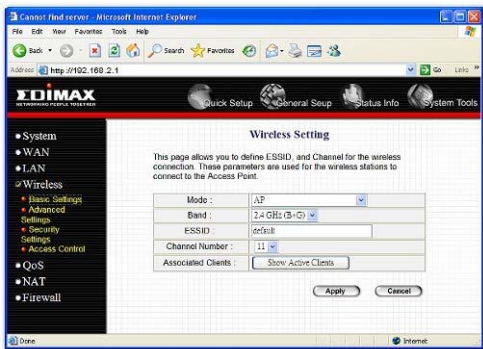 Cannot find server - Microsoft Internet Explorer
File Edit View Favorites Tools Help
Back Search Favorites
Address http://192.168.2.1 Go Links »
EDIMAX
NETWORKING PEOPLE TOGETHER
Quick Setup General Seup Status Info System Tools
System
WAN
LAN
Wireless
Basic Settings
Advanced
Settings
Security
Settings
Access Control
QoS
NAT
Firewall
Wireless Setting
This page allows you to define ESSID, and Channel for the wireless
connection. These parameters are used for the wireless stations to
connect to the Access Point.
Mode : AP
Band : 2.4 GHz (B+G)
ESSID : default
Channel Number : 11
Associated Clients : Show Active Clients
Apply Cancel
Done Internet